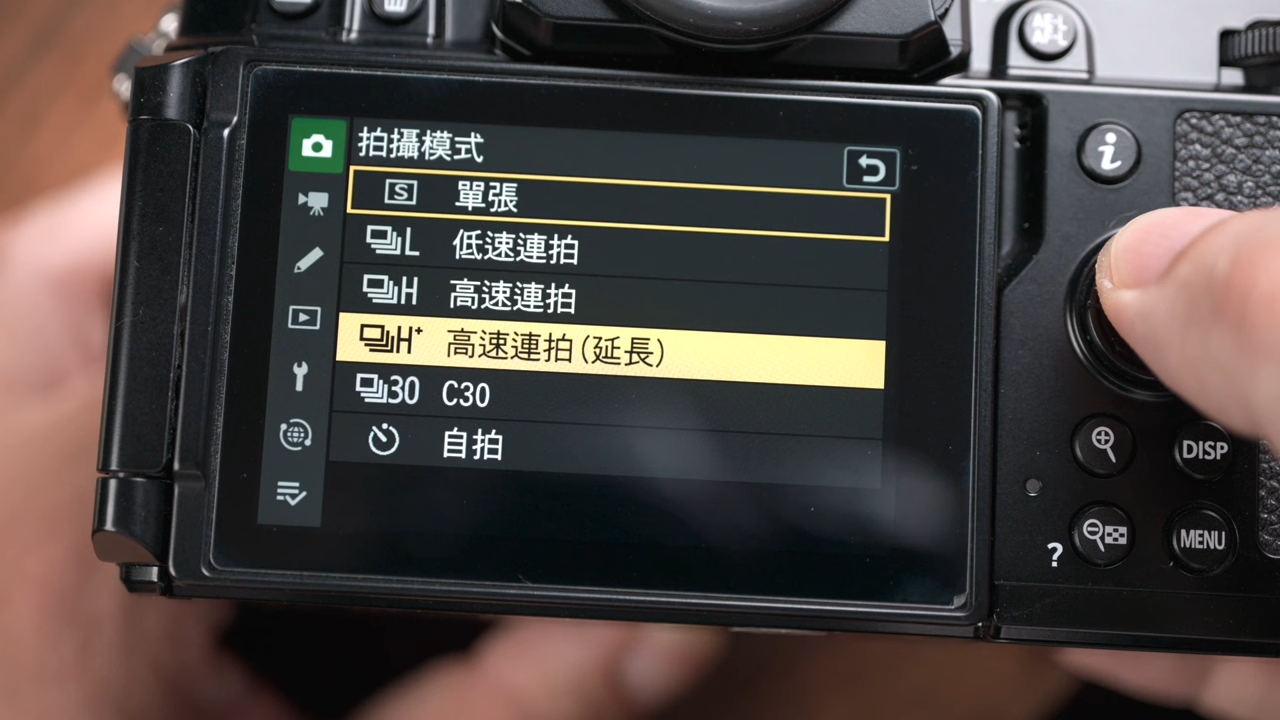 AE-L
AF-L
拍攝模式
i
S 單張
L 低速連拍
H 高速連拍
H+ 高速連拍(延長)
30 C30
自拍
DISP
? MENU